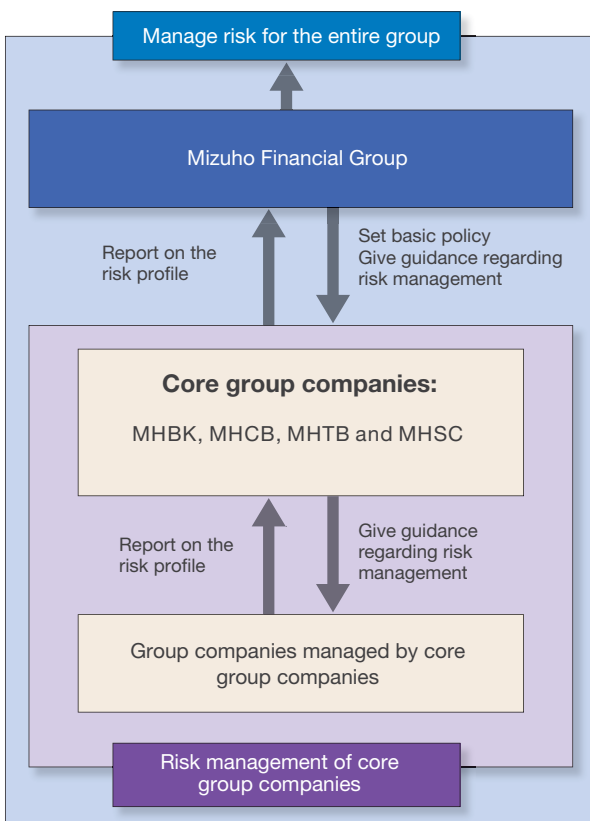 Manage risk for the entire group
Mizuho Financial Group
Report on the
risk profile
Set basic policy
Give guidance regarding
risk management
Core group companies:
MHBK, MHCB, MHTB and MHSC
Report on the
risk profile
Give guidance
regarding risk
management
Group companies managed by core
group companies
Risk management of core
group companies